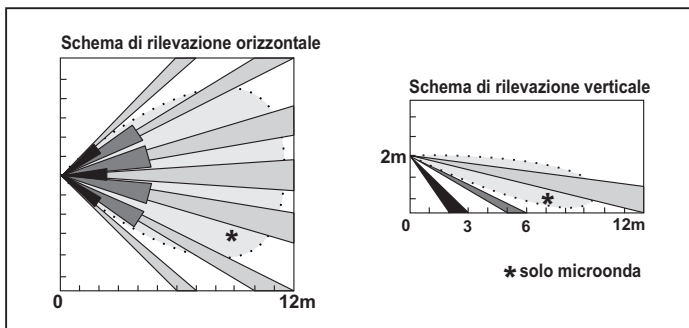 Schema di rilevazione orizzontale
*
0 12m
Schema di rilevazione verticale
2m
*
0 3 6 12m
* solo microonda